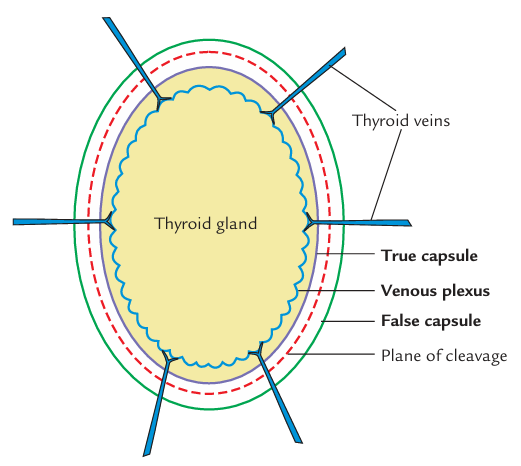 Thyroid veins
Thyroid gland
True capsule
Venous plexus
False capsule
Plane of cleavage